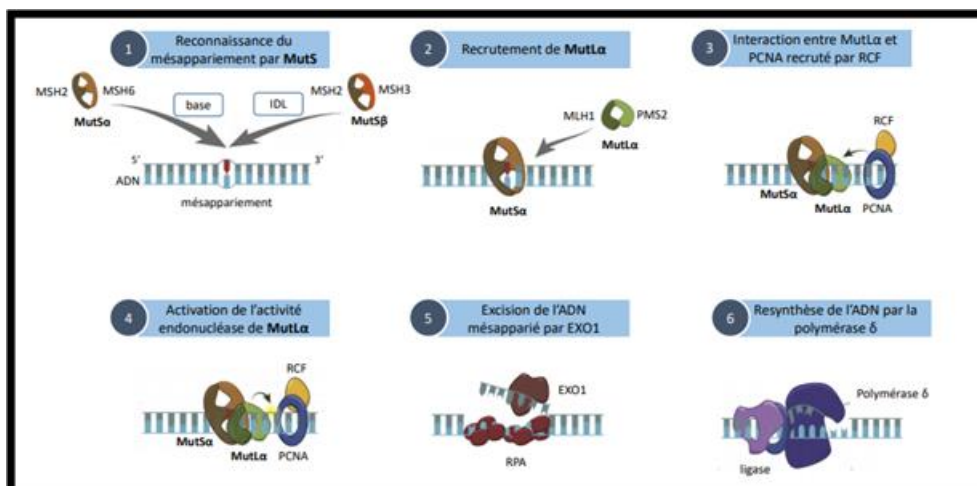 1
Reconnaissance du
mésappariement par MutS
MSH2
MSH6
MutSα
base
IDL
MSH2
MSH3
MutSβ
5'
3'
ADN
mésappariement
2
Recrutement de MutLα
MLH1
PMS2
MutLα
MutSα
3
Interaction entre MutLα et
PCNA recruté par RCF
RCF
MutSα
MutLα
PCNA
4
Activation de l'activité
endonucléase de MutLα
RCF
MutSα
MutLα
PCNA
5
Excision de l'ADN
mésapparié par EXO1
EXO1
RPA
6
Resynthèse de l'ADN par la
polymérase δ
Polymérase δ
ligase